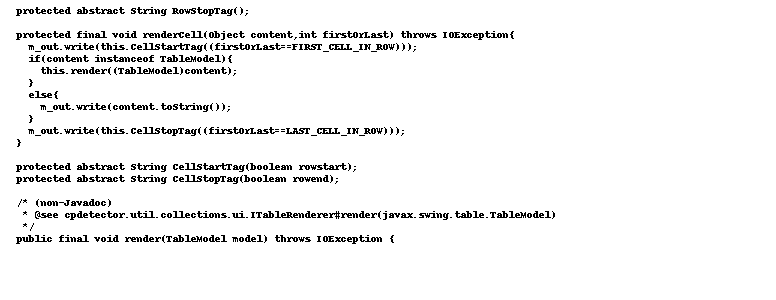 protected abstract String RowStopTag();

protected final void renderCell(Object content,int firstOrLast) throws IOException{
  m_out.write(this.CellStartTag((firstOrLast==FIRST_CELL_IN_ROW)));
  if(content instanceof TableModel){
    this.render((TableModel)content);
  }
  else{
    m_out.write(content.toString());
  }
  m_out.write(this.CellStopTag((firstOrLast==LAST_CELL_IN_ROW)));
}

protected abstract String CellStartTag(boolean rowstart);
protected abstract String CellStopTag(boolean rowend);

/* (non-Javadoc)
 * @see cpdetector.util.collections.ui.ITableRenderer#render(javax.swing.table.TableModel)
 */
public final void render(TableModel model) throws IOException {